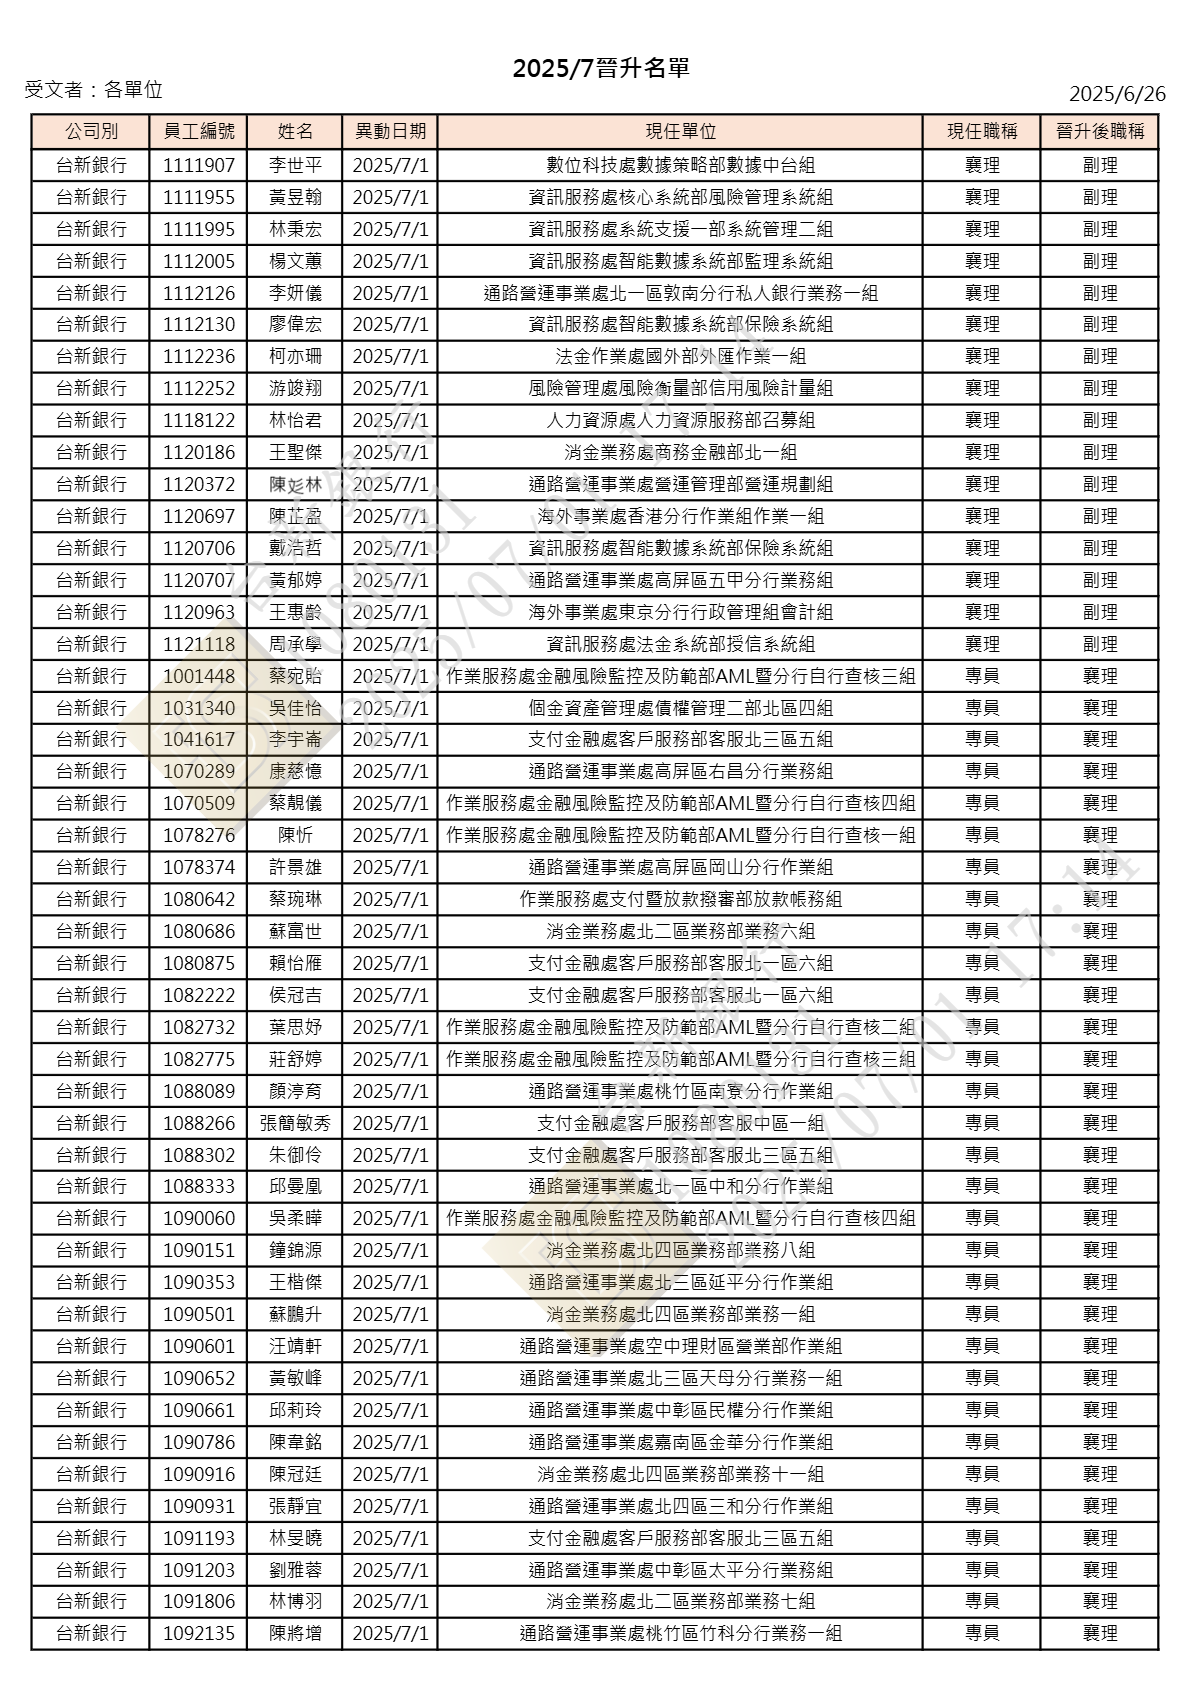 2025/7晉升名單
受文者：各單位
2025/6/26
公司別 員工編號 姓名 異動日期 現任單位 現任職稱 晉升後職稱
台新銀行 1111907 李世平 2025/7/1 數位科技處數據策略部數據中台組 襄理 副理
台新銀行 1111955 黃昱翰 2025/7/1 資訊服務處核心系統部風險管理系統組 襄理 副理
台新銀行 1111995 林秉宏 2025/7/1 資訊服務處系統支援一部系統管理二組 襄理 副理
台新銀行 1112005 楊文蕙 2025/7/1 資訊服務處智能數據系統部監理系統組 襄理 副理
台新銀行 1112126 李妍儀 2025/7/1 通路營運事業處北一區敦南分行私人銀行業務一組 襄理 副理
台新銀行 1112130 廖偉宏 2025/7/1 資訊服務處智能數據系統部保險系統組 襄理 副理
台新銀行 1112236 柯亦珊 2025/7/1 法金作業處國外部外匯作業一組 襄理 副理
台新銀行 1112252 游竣翔 2025/7/1 風險管理處風險衡量部信用風險計量組 襄理 副理
台新銀行 1118122 林怡君 2025/7/1 人力資源處人力資源服務部召募組 襄理 副理
台新銀行 1120186 王聖傑 2025/7/1 消金業務處商務金融部北一組 襄理 副理
台新銀行 1120372 陳彣林 2025/7/1 通路營運事業處營運管理部營運規劃組 襄理 副理
台新銀行 1120697 陳芷盈 2025/7/1 海外事業處香港分行作業組作業一組 襄理 副理
台新銀行 1120706 戴浩哲 2025/7/1 資訊服務處智能數據系統部保險系統組 襄理 副理
台新銀行 1120707 黃郁婷 2025/7/1 通路營運事業處高屏區五甲分行業務組 襄理 副理
台新銀行 1120963 王惠齡 2025/7/1 海外事業處東京分行行政管理組會計組 襄理 副理
台新銀行 1121118 周承學 2025/7/1 資訊服務處法金系統部授信系統組 襄理 副理
台新銀行 1001448 蔡宛貽 2025/7/1 作業服務處金融風險監控及防範部AML暨分行自行查核三組 專員 襄理
台新銀行 1031340 吳佳怡 2025/7/1 個金資產管理處債權管理二部北區四組 專員 襄理
台新銀行 1041617 李宇崙 2025/7/1 支付金融處客戶服務部客服北三區五組 專員 襄理
台新銀行 1070289 康慈憶 2025/7/1 通路營運事業處高屏區右昌分行業務組 專員 襄理
台新銀行 1070509 蔡靚儀 2025/7/1 作業服務處金融風險監控及防範部AML暨分行自行查核四組 專員 襄理
台新銀行 1078276 陳忻 2025/7/1 作業服務處金融風險監控及防範部AML暨分行自行查核一組 專員 襄理
台新銀行 1078374 許景雄 2025/7/1 通路營運事業處高屏區岡山分行作業組 專員 襄理
台新銀行 1080642 蔡琬琳 2025/7/1 作業服務處支付暨放款撥審部放款帳務組 專員 襄理
台新銀行 1080686 蘇富世 2025/7/1 消金業務處北二區業務部業務六組 專員 襄理
台新銀行 1080875 賴怡雁 2025/7/1 支付金融處客戶服務部客服北一區六組 專員 襄理
台新銀行 1082222 侯冠吉 2025/7/1 支付金融處客戶服務部客服北一區六組 專員 襄理
台新銀行 1082732 葉思妤 2025/7/1 作業服務處金融風險監控及防範部AML暨分行自行查核二組 專員 襄理
台新銀行 1082775 莊舒婷 2025/7/1 作業服務處金融風險監控及防範部AML暨分行自行查核三組 專員 襄理
台新銀行 1088089 顏渟育 2025/7/1 通路營運事業處桃竹區南寮分行作業組 專員 襄理
台新銀行 1088266 張簡敏秀 2025/7/1 支付金融處客戶服務部客服中區一組 專員 襄理
台新銀行 1088302 朱御伶 2025/7/1 支付金融處客戶服務部客服北三區五組 專員 襄理
台新銀行 1088333 邱曼凰 2025/7/1 通路營運事業處北一區中和分行作業組 專員 襄理
台新銀行 1090060 吳柔曄 2025/7/1 作業服務處金融風險監控及防範部AML暨分行自行查核四組 專員 襄理
台新銀行 1090151 鐘錦源 2025/7/1 消金業務處北四區業務部業務八組 專員 襄理
台新銀行 1090353 王楷傑 2025/7/1 通路營運事業處北三區延平分行作業組 專員 襄理
台新銀行 1090501 蘇鵬升 2025/7/1 消金業務處北四區業務部業務一組 專員 襄理
台新銀行 1090601 汪靖軒 2025/7/1 通路營運事業處空中理財區營業部作業組 專員 襄理
台新銀行 1090652 黃敏峰 2025/7/1 通路營運事業處北三區天母分行業務一組 專員 襄理
台新銀行 1090661 邱莉玲 2025/7/1 通路營運事業處中彰區民權分行作業組 專員 襄理
台新銀行 1090786 陳韋銘 2025/7/1 通路營運事業處嘉南區金華分行作業組 專員 襄理
台新銀行 1090916 陳冠廷 2025/7/1 消金業務處北四區業務部業務十一組 專員 襄理
台新銀行 1090931 張靜宜 2025/7/1 通路營運事業處北四區三和分行作業組 專員 襄理
台新銀行 1091193 林旻曉 2025/7/1 支付金融處客戶服務部客服北三區五組 專員 襄理
台新銀行 1091203 劉雅蓉 2025/7/1 通路營運事業處中彰區太平分行業務組 專員 襄理
台新銀行 1091806 林博羽 2025/7/1 消金業務處北二區業務部業務七組 專員 襄理
台新銀行 1092135 陳將增 2025/7/1 通路營運事業處桃竹區竹科分行業務一組 專員 襄理
台新銀行
1080131
2025/07/01 17:14
台新銀行
1080131
2025/07/01 17:14